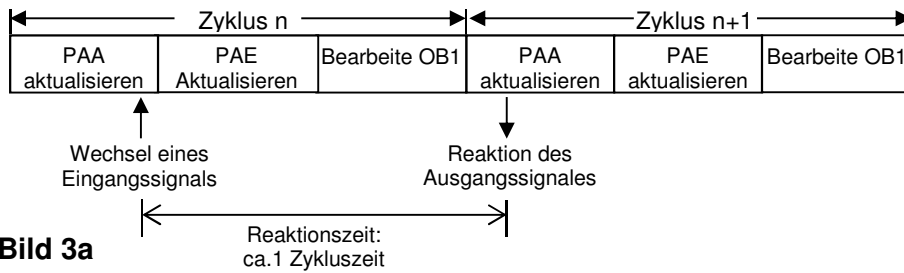 Zyklus n
Zyklus n+1
PAA
aktualisieren
PAE
Aktualisieren
Bearbeite OB1
PAA
aktualisieren
PAE
aktualisieren
Bearbeite OB1
Wechsel eines
Eingangssignals
Reaktion des
Ausgangssignales
Bild 3a
Reaktionszeit:
ca.1 Zykluszeit